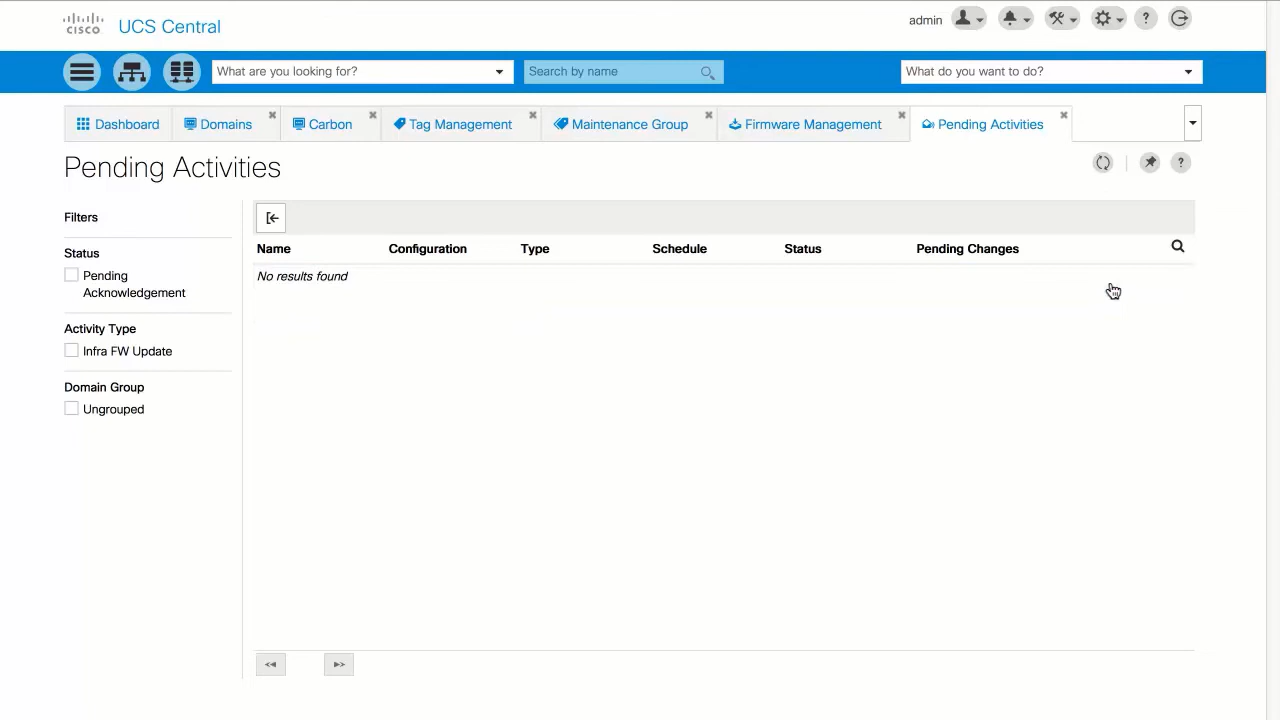 cisco UCS Central
admin
What are you looking for?
Search by name
What do you want to do?
Dashboard
Domains
Carbon
Tag Management
Maintenance Group
Firmware Management
Pending Activities
Pending Activities
?
?
Filters
Status
Pending
Acknowledgement
Activity Type
Infra FW Update
Domain Group
Ungrouped
Name Configuration Type Schedule Status Pending Changes
No results found